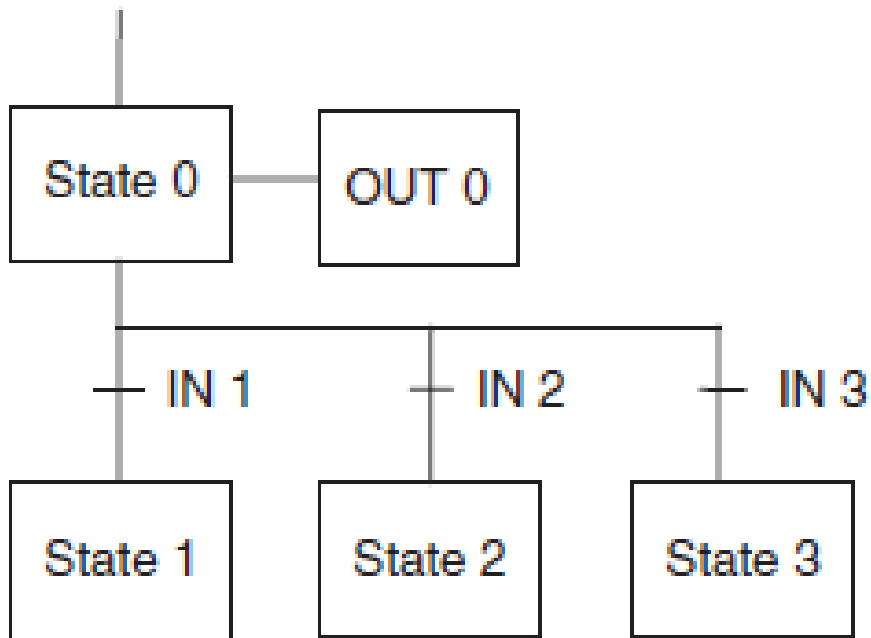 State 0
OUT 0
IN 1
IN 2
IN 3
State 1
State 2
State 3